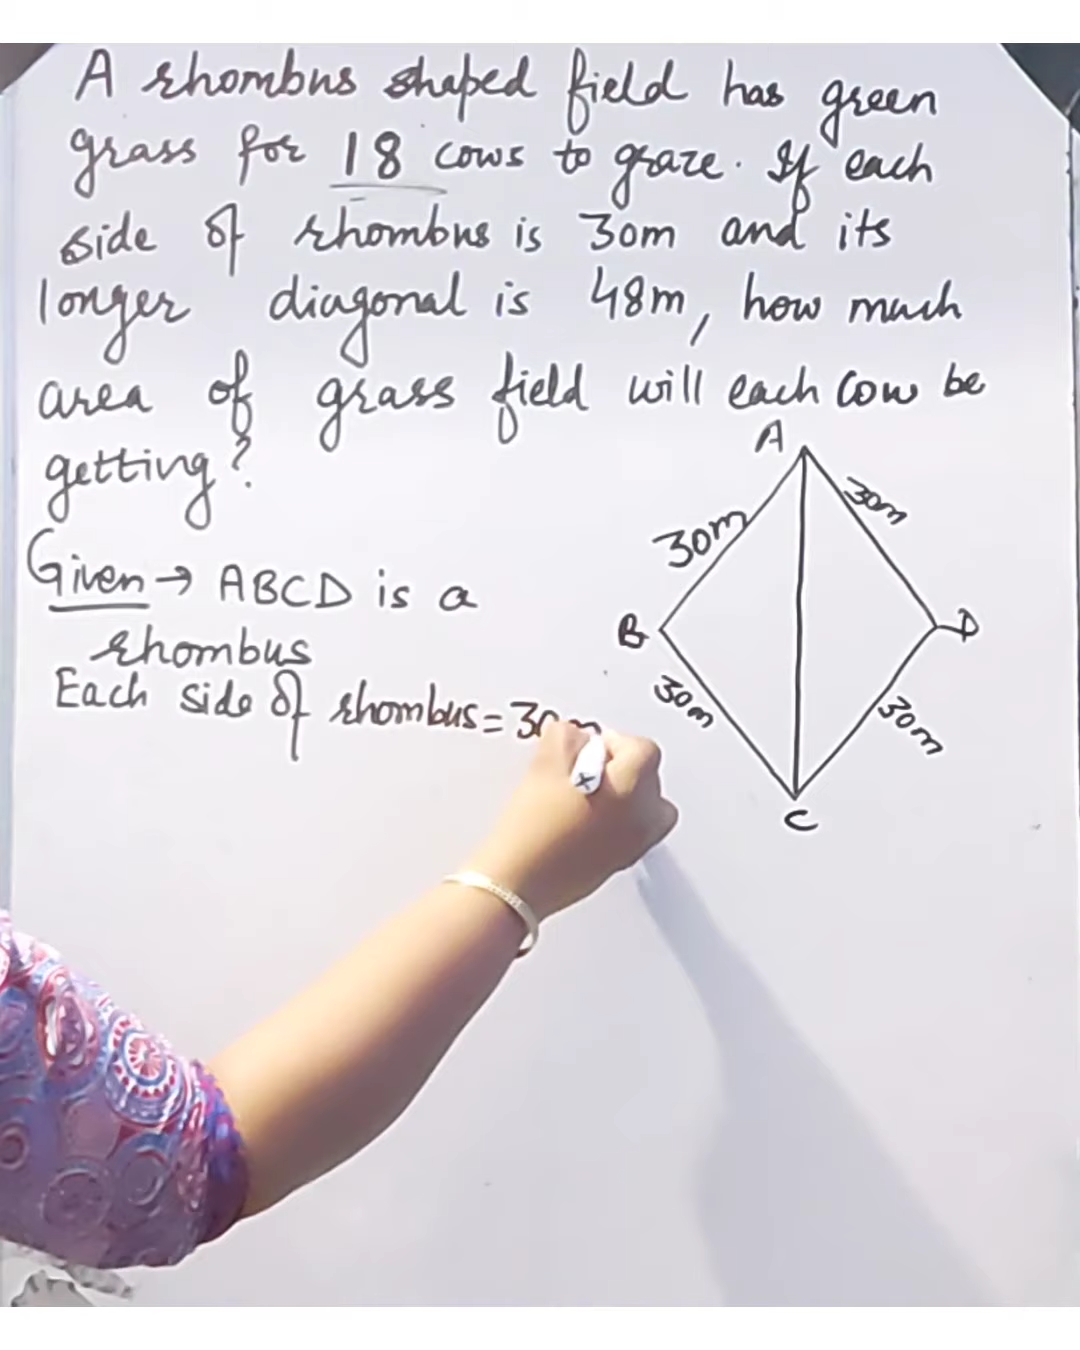 A rhombus shaped field has green
grass for 18 cows to graze. If each
side of rhombus is 30m and its
longer diagonal is 48m, how much
area of grass field will each cow be
getting?
A
30m
30m
Given → ABCD is a
rhombus
B
D
Each side of rhombus = 30m
30m
30m
C